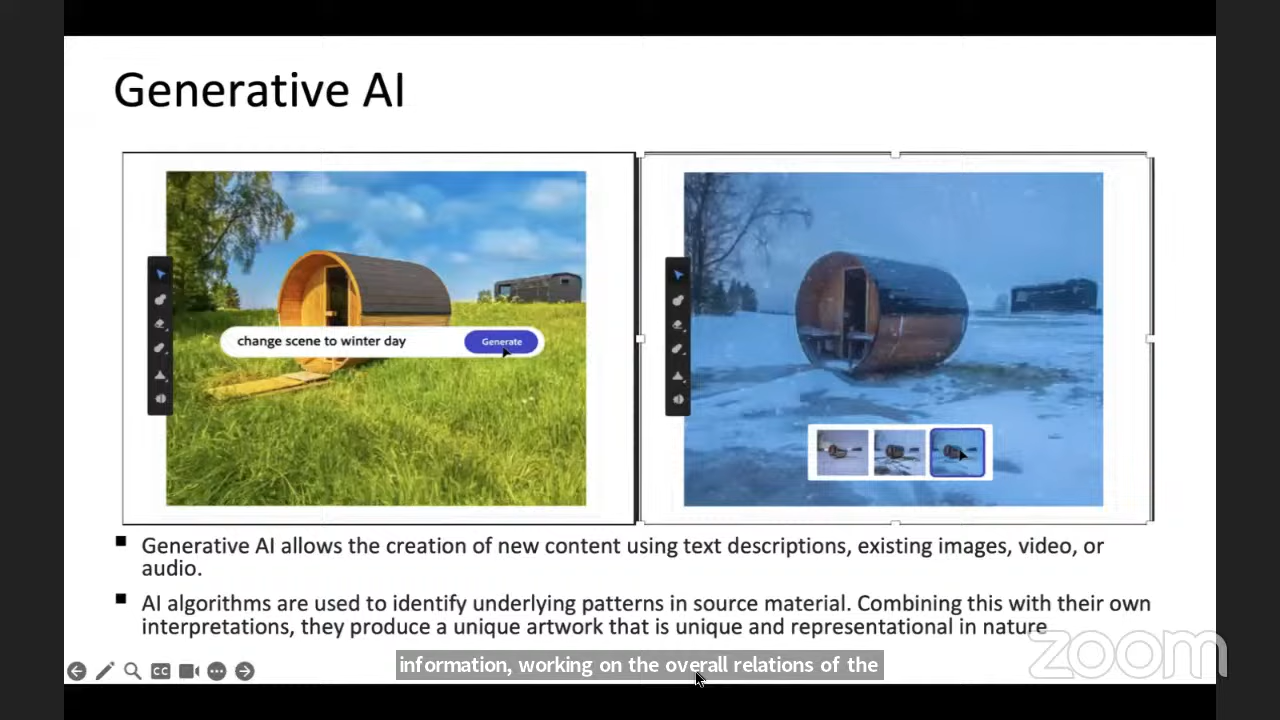 Generative AI
change scene to winter day
Generate
Generative AI allows the creation of new content using text descriptions, existing images, video, or
audio.
AI algorithms are used to identify underlying patterns in source material. Combining this with their own
interpretations, they produce a unique artwork that is unique and representational in nature
information, working on the overall relations of the
CC
zoom